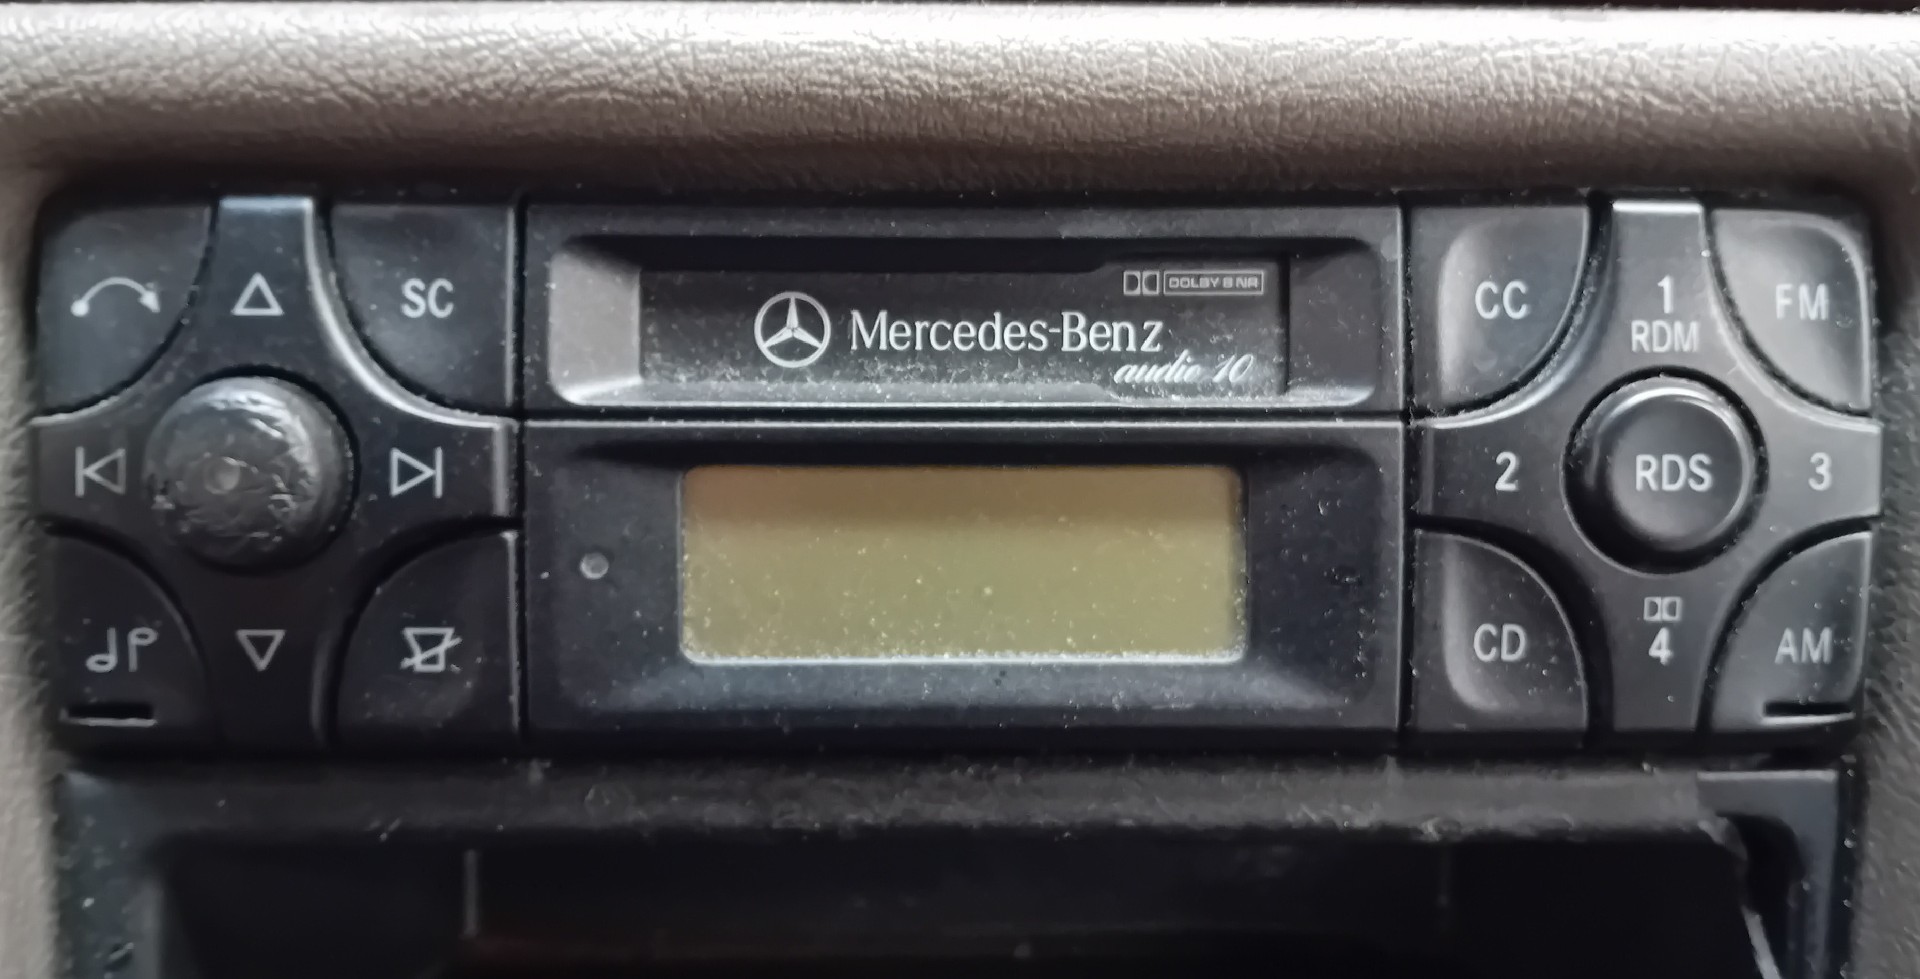 SC
DOLBY B NR
Mercedes-Benz
audio 10
CC
1
RDM
FM
2
RDS
3
CD
4
AM